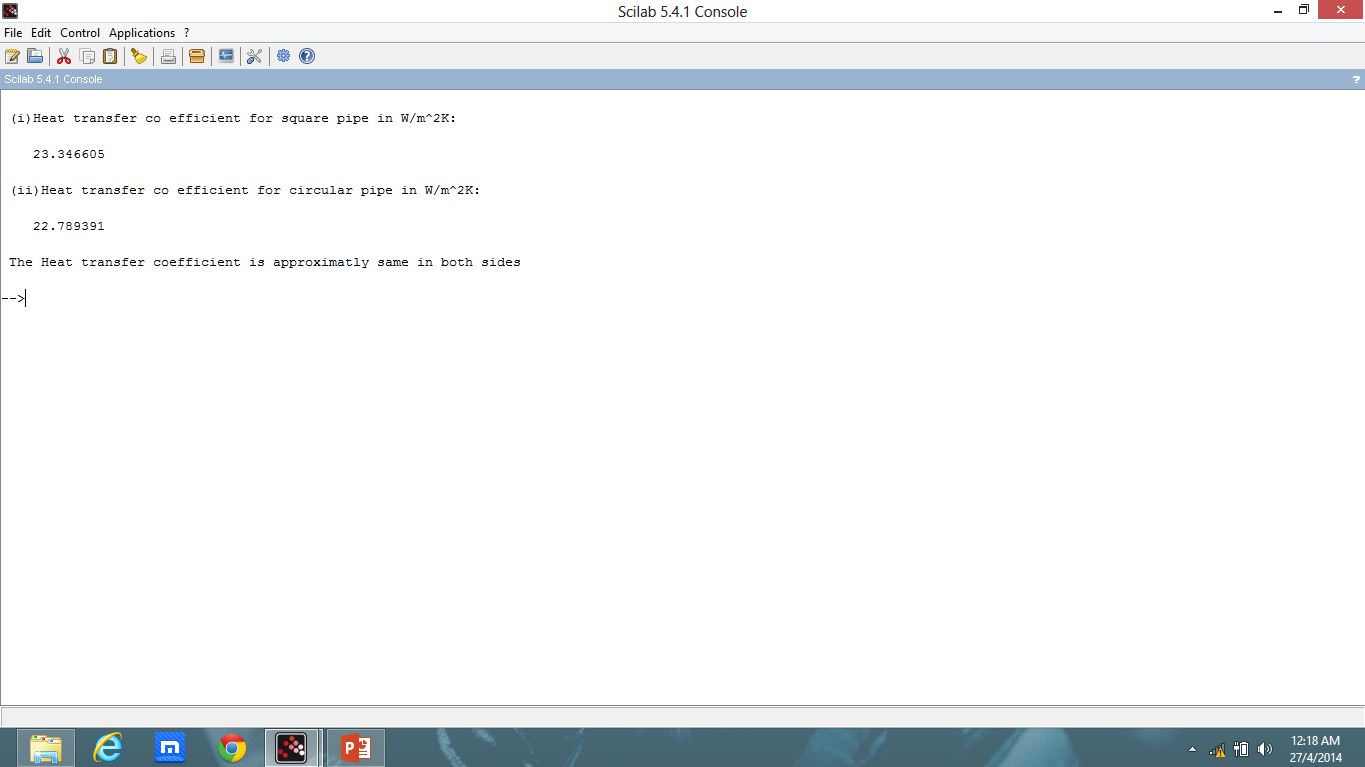 Scilab 5.4.1 Console
File Edit Control Applications ?
Scilab 5.4.1 Console ?
(i)Heat transfer co efficient for square pipe in W/m^2K:
23.346605
(ii)Heat transfer co efficient for circular pipe in W/m^2K:
22.789391
The Heat transfer coefficient is approximatly same in both sides
-->
12:18 AM
27/4/2014